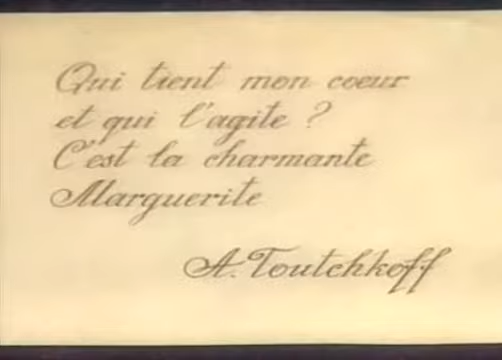 Qui tient mon coeur
et qui l'agite ?
C'est la charmante
Marguerite
A. Toutchkoff